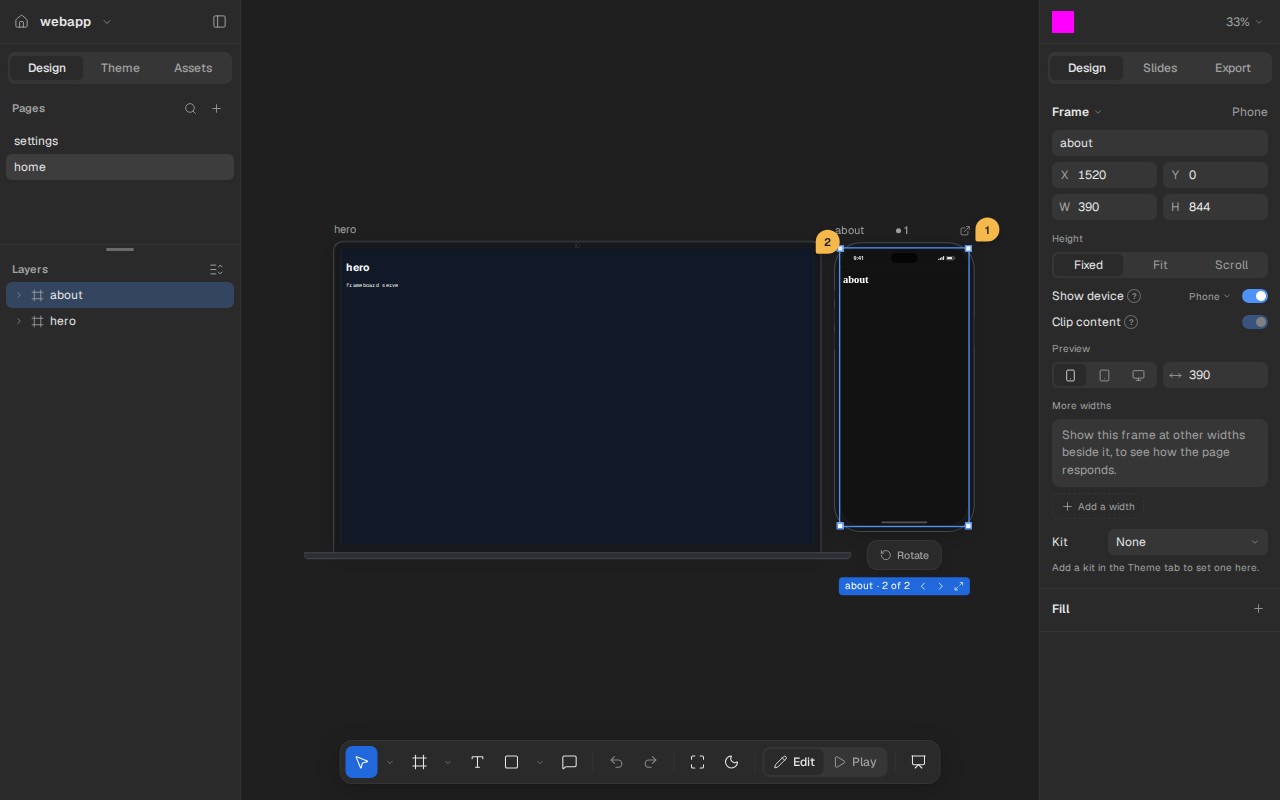 webapp
Design Theme Assets
Pages
settings
home
Layers
about
hero
hero
hero
frameboard serve
about 1
2
1
9:41
about
Rotate
about · 2 of 2
Edit Play
33%
Design Slides Export
Frame Phone
about
X 1520 Y 0
W 390 H 844
Height
Fixed Fit Scroll
Show device ? Phone
Clip content ?
Preview
390
More widths
Show this frame at other widths
beside it, to see how the page
responds.
Add a width
Kit None
Add a kit in the Theme tab to set one here.
Fill